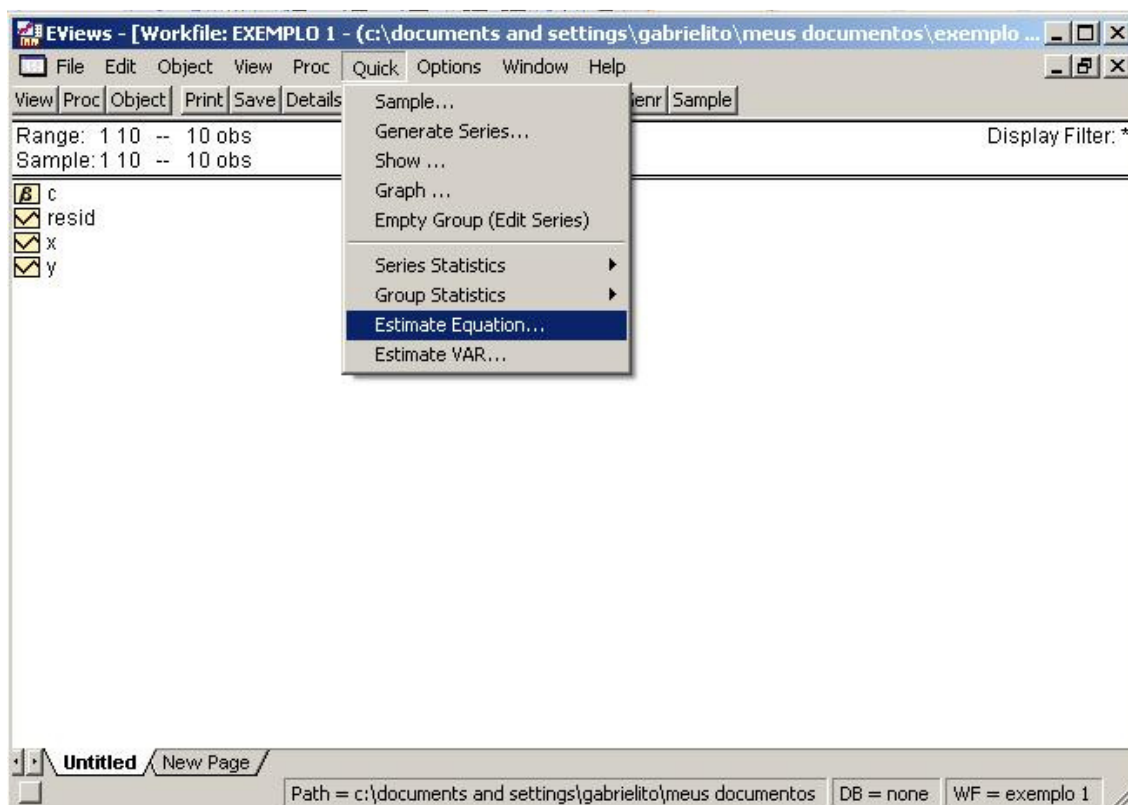 EViews - [Workfile: EXEMPLO 1 - (c:\documents and settings\gabrielito\meus documentos\exemplo ...
File Edit Object View Proc Quick Options Window Help
View Proc Object Print Save Details Sample
Range: 1 10 -- 10 obs
Display Filter: *
Sample: 1 10 -- 10 obs
Sample...
Generate Series...
Show ...
Graph ...
Empty Group (Edit Series)
Series Statistics
Group Statistics
Estimate Equation...
Estimate VAR...
β c
resid
x
y
Untitled New Page
Path = c:\documents and settings\gabrielito\meus documentos DB = none WF = exemplo 1